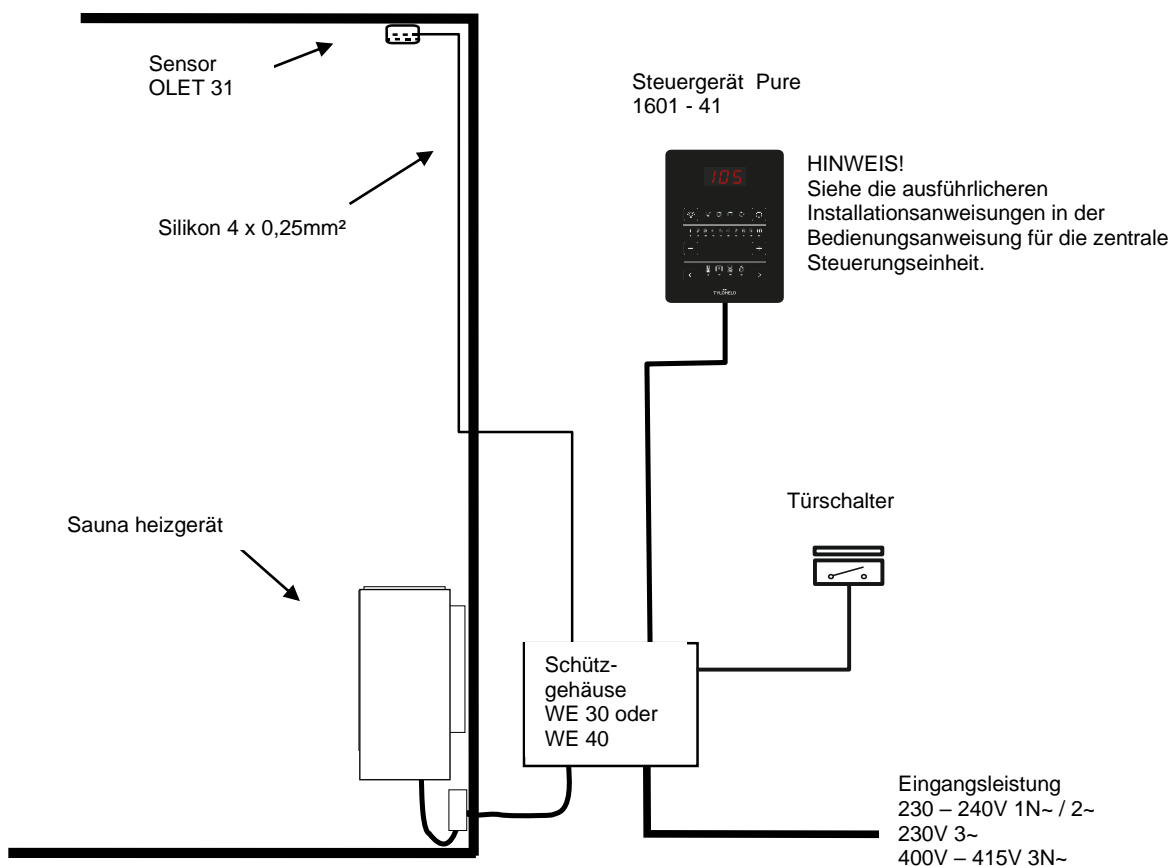 Sensor
OLET 31
Steuergerät Pure
1601 - 41
105
HINWEIS!
Siehe die ausführlicheren
Installationsanweisungen in der
Bedienungsanweisung für die zentrale
Steuerungseinheit.
TYLÖHELO
Silikon 4 x 0,25mm²
Türschalter
Sauna heizgerät
Schütz-
gehäuse
WE 30 oder
WE 40
Eingangsleistung
230 – 240V 1N~ / 2~
230V 3~
400V – 415V 3N~